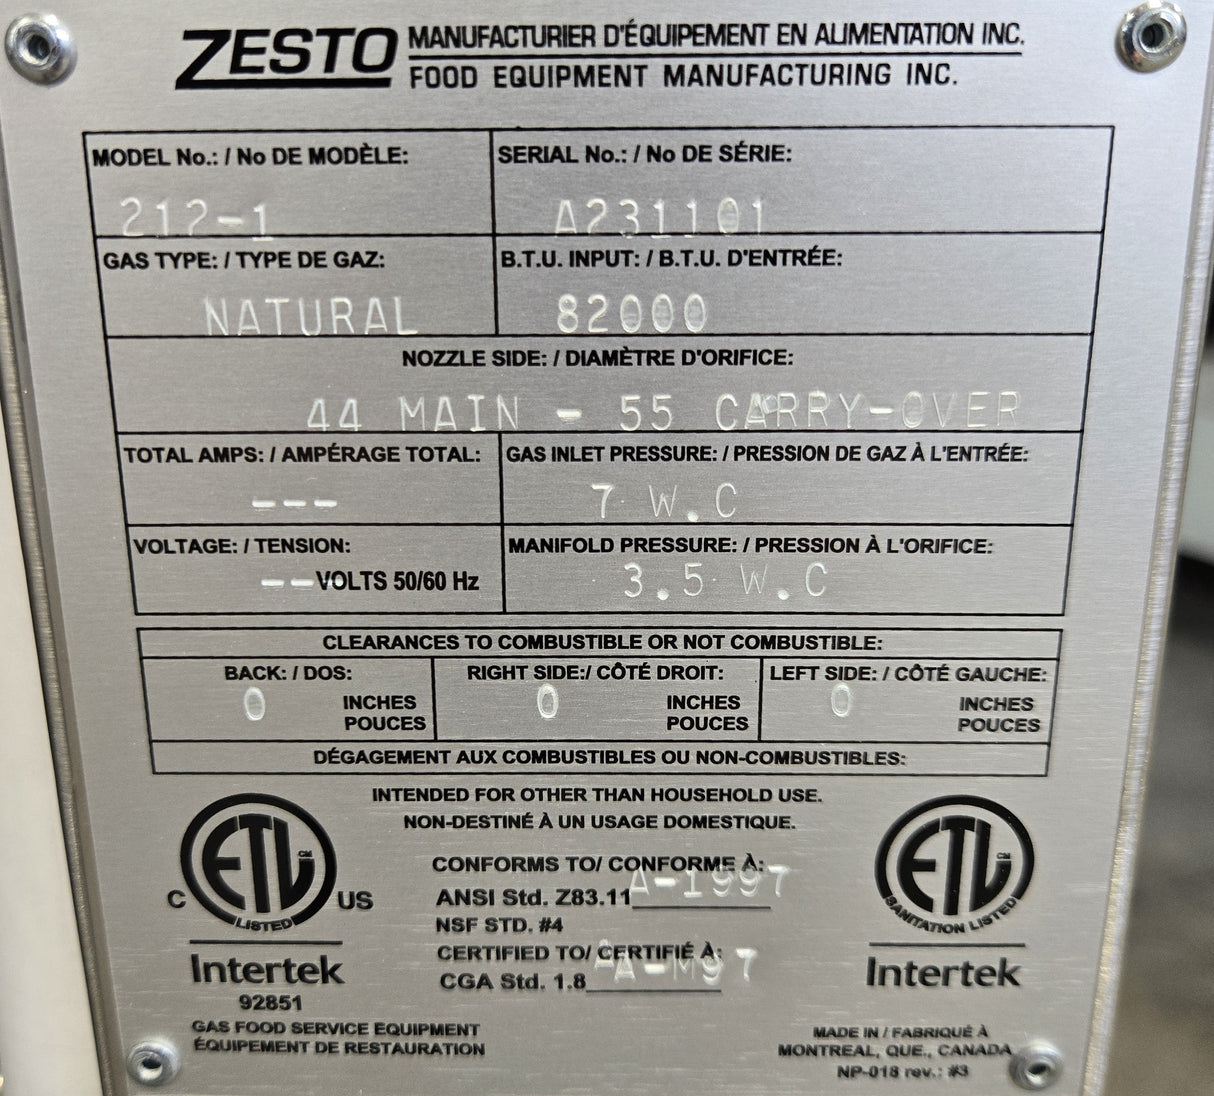 ZESTO MANUFACTURIER D'ÉQUIPEMENT EN ALIMENTATION INC.
FOOD EQUIPMENT MANUFACTURING INC.
MODEL No.: / No DE MODÈLE: SERIAL No.: / No DE SÉRIE:
212-1 A231101
GAS TYPE: / TYPE DE GAZ: B.T.U. INPUT: / B.T.U. D'ENTRÉE:
NATURAL 82000
NOZZLE SIDE: / DIAMÈTRE D'ORIFICE:
44 MAIN - 55 CARRY-OVER
TOTAL AMPS: / AMPÉRAGE TOTAL: GAS INLET PRESSURE: / PRESSION DE GAZ À L'ENTRÉE:
--- 7 W.C
VOLTAGE: / TENSION: MANIFOLD PRESSURE: / PRESSION À L'ORIFICE:
--VOLTS 50/60 Hz 3.5 W.C
CLEARANCES TO COMBUSTIBLE OR NOT COMBUSTIBLE:
BACK: / DOS: RIGHT SIDE:/ CÔTÉ DROIT: LEFT SIDE: / CÔTÉ GAUCHE:
0 INCHES 0 INCHES 0 INCHES
POUCES POUCES POUCES
DÉGAGEMENT AUX COMBUSTIBLES OU NON-COMBUSTIBLES:
INTENDED FOR OTHER THAN HOUSEHOLD USE.
NON-DESTINÉ À UN USAGE DOMESTIQUE.
C ETL CM LISTED US
Intertek
92851
GAS FOOD SERVICE EQUIPMENT
ÉQUIPEMENT DE RESTAURATION
CONFORMS TO/ CONFORME À:
ANSI Std. Z83.11 A-1997
NSF STD. #4
CERTIFIED TO/ CERTIFIÉ À:
CGA Std. 1.8 A-M97
ETL CM SANITATION LISTED
Intertek
MADE IN / FABRIQUÉ À
MONTREAL, QUE., CANADA
NP-018 rev.: #3